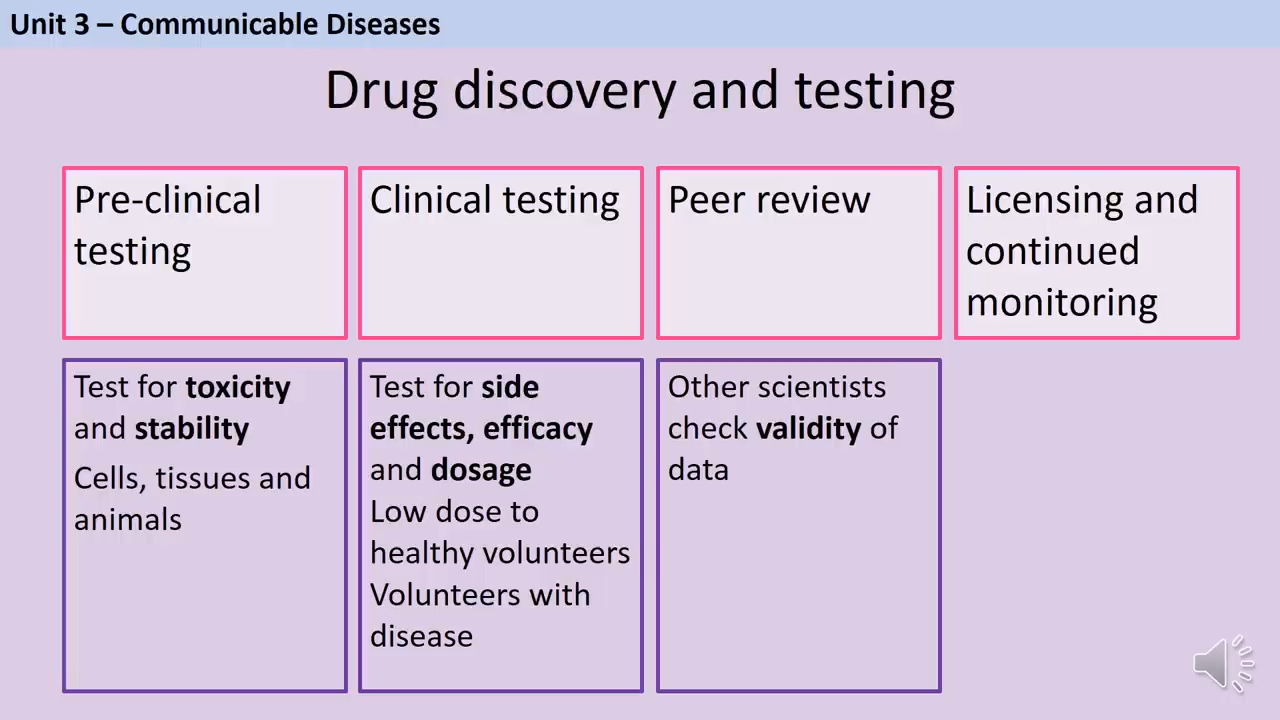 Unit 3 – Communicable Diseases
Drug discovery and testing
Pre-clinical
testing
Clinical testing
Peer review
Licensing and
continued
monitoring
Test for toxicity
and stability
Cells, tissues and
animals
Test for side
effects, efficacy
and dosage
Low dose to
healthy volunteers
Volunteers with
disease
Other scientists
check validity of
data